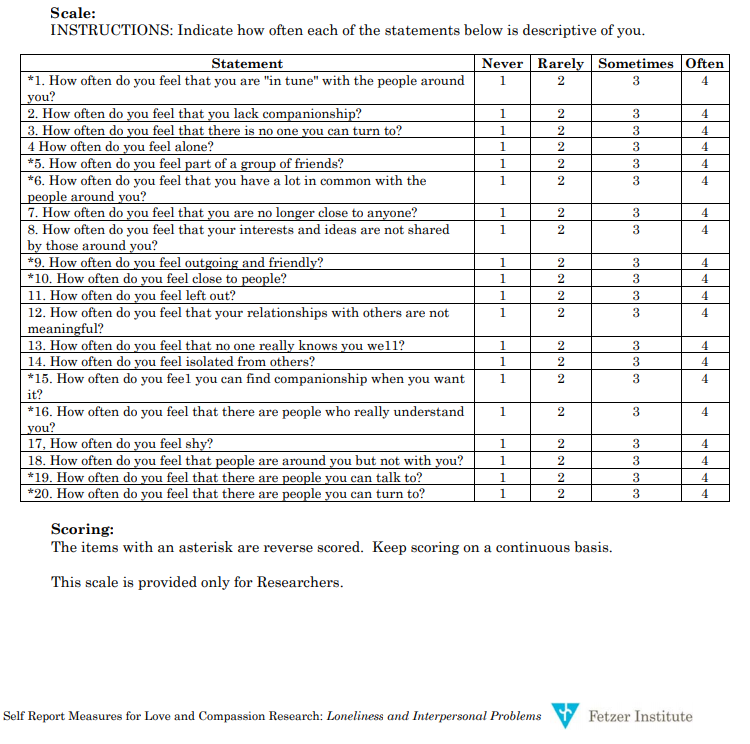 Scale:
INSTRUCTIONS: Indicate how often each of the statements below is descriptive of you.
Statement Never Rarely Sometimes Often
*1. How often do you feel that you are "in tune" with the people around 1 2 3 4
you?
2. How often do you feel that you lack companionship? 1 2 3 4
3. How often do you feel that there is no one you can turn to? 1 2 3 4
4 How often do you feel alone? 1 2 3 4
*5. How often do you feel part of a group of friends? 1 2 3 4
*6. How often do you feel that you have a lot in common with the 1 2 3 4
people around you?
7. How often do you feel that you are no longer close to anyone? 1 2 3 4
8. How often do you feel that your interests and ideas are not shared 1 2 3 4
by those around you?
*9. How often do you feel outgoing and friendly? 1 2 3 4
*10. How often do you feel close to people? 1 2 3 4
11. How often do you feel left out? 1 2 3 4
12. How often do you feel that your relationships with others are not 1 2 3 4
meaningful?
13. How often do you feel that no one really knows you we11? 1 2 3 4
14. How often do you feel isolated from others? 1 2 3 4
*15. How often do you fee1 you can find companionship when you want 1 2 3 4
it?
*16. How often do you feel that there are people who really understand 1 2 3 4
you?
17, How often do you feel shy? 1 2 3 4
18. How often do you feel that people are around you but not with you? 1 2 3 4
*19. How often do you feel that there are people you can talk to? 1 2 3 4
*20. How often do you feel that there are people you can turn to? 1 2 3 4
Scoring:
The items with an asterisk are reverse scored. Keep scoring on a continuous basis.
This scale is provided only for Researchers.
Self Report Measures for Love and Compassion Research: Loneliness and Interpersonal Problems Fetzer Institute